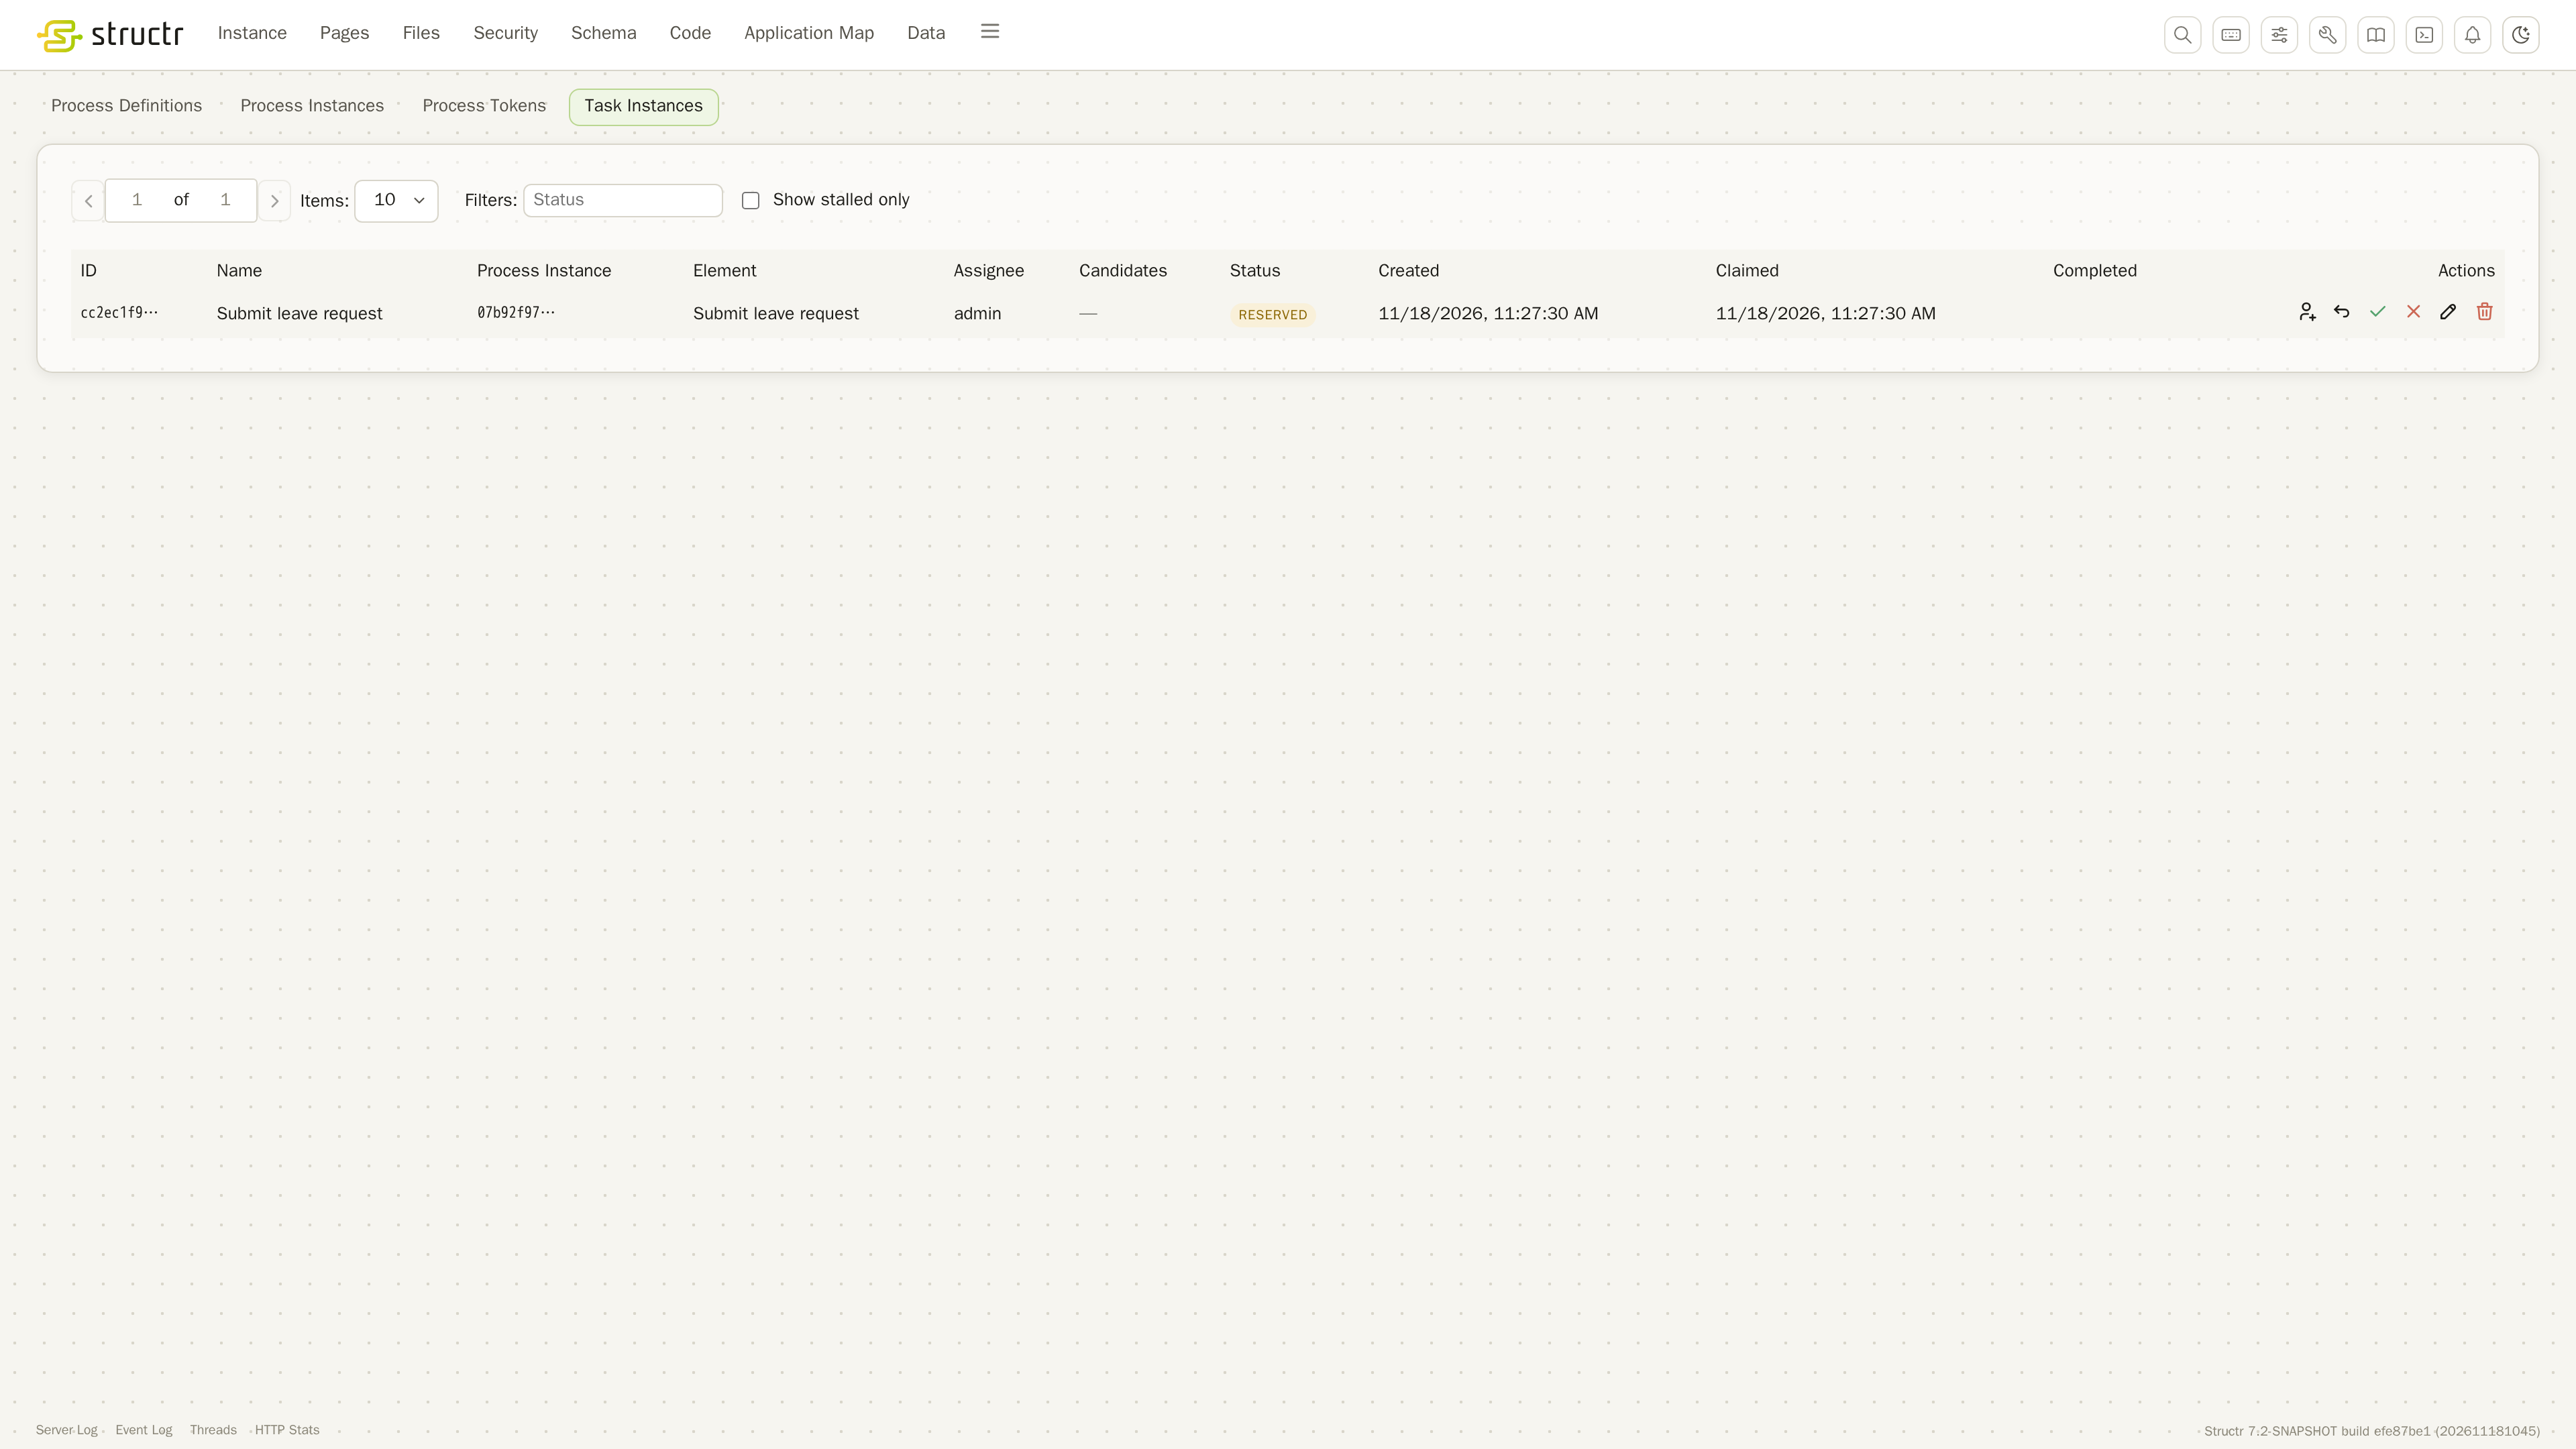 structr Instance Pages Files Security Schema Code Application Map Data
Process Definitions Process Instances Process Tokens Task Instances
1 of 1 Items: 10 Filters: Status Show stalled only
ID Name Process Instance Element Assignee Candidates Status Created Claimed Completed Actions
cc2ec1f9… Submit leave request 07b92f97… Submit leave request admin — RESERVED 11/18/2026, 11:27:30 AM 11/18/2026, 11:27:30 AM
Server Log Event Log Threads HTTP Stats Structr 7.2-SNAPSHOT build efe87be1 (202611181045)